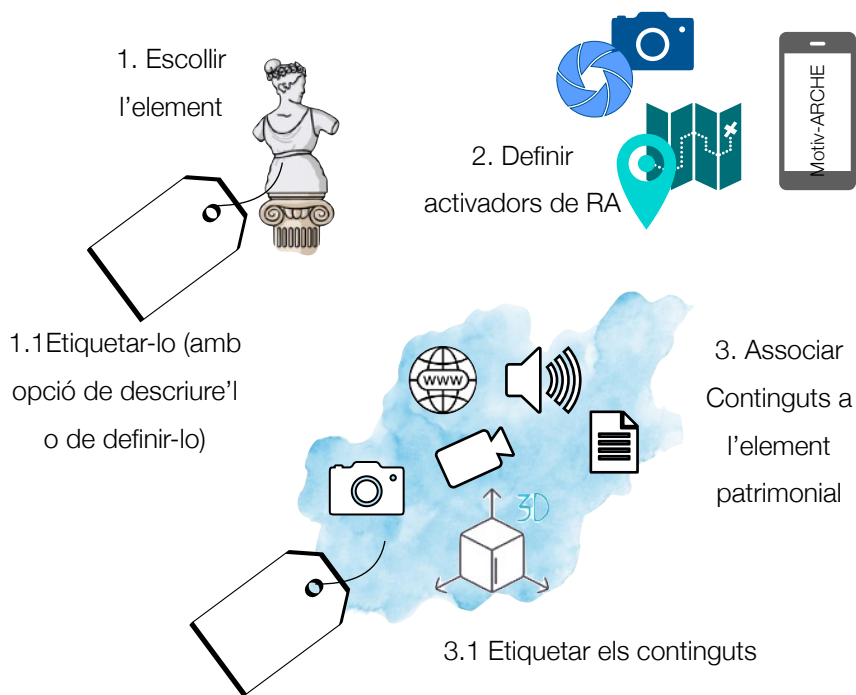 1. Escollir
l’element
2. Definir
activadors de RA
Motiv-ARCHE
1.1Etiquetar-lo (amb
opció de descriure’l
o de definir-lo)
www
3D
3. Associar
Continguts a
l’element
patrimonial
3.1 Etiquetar els continguts